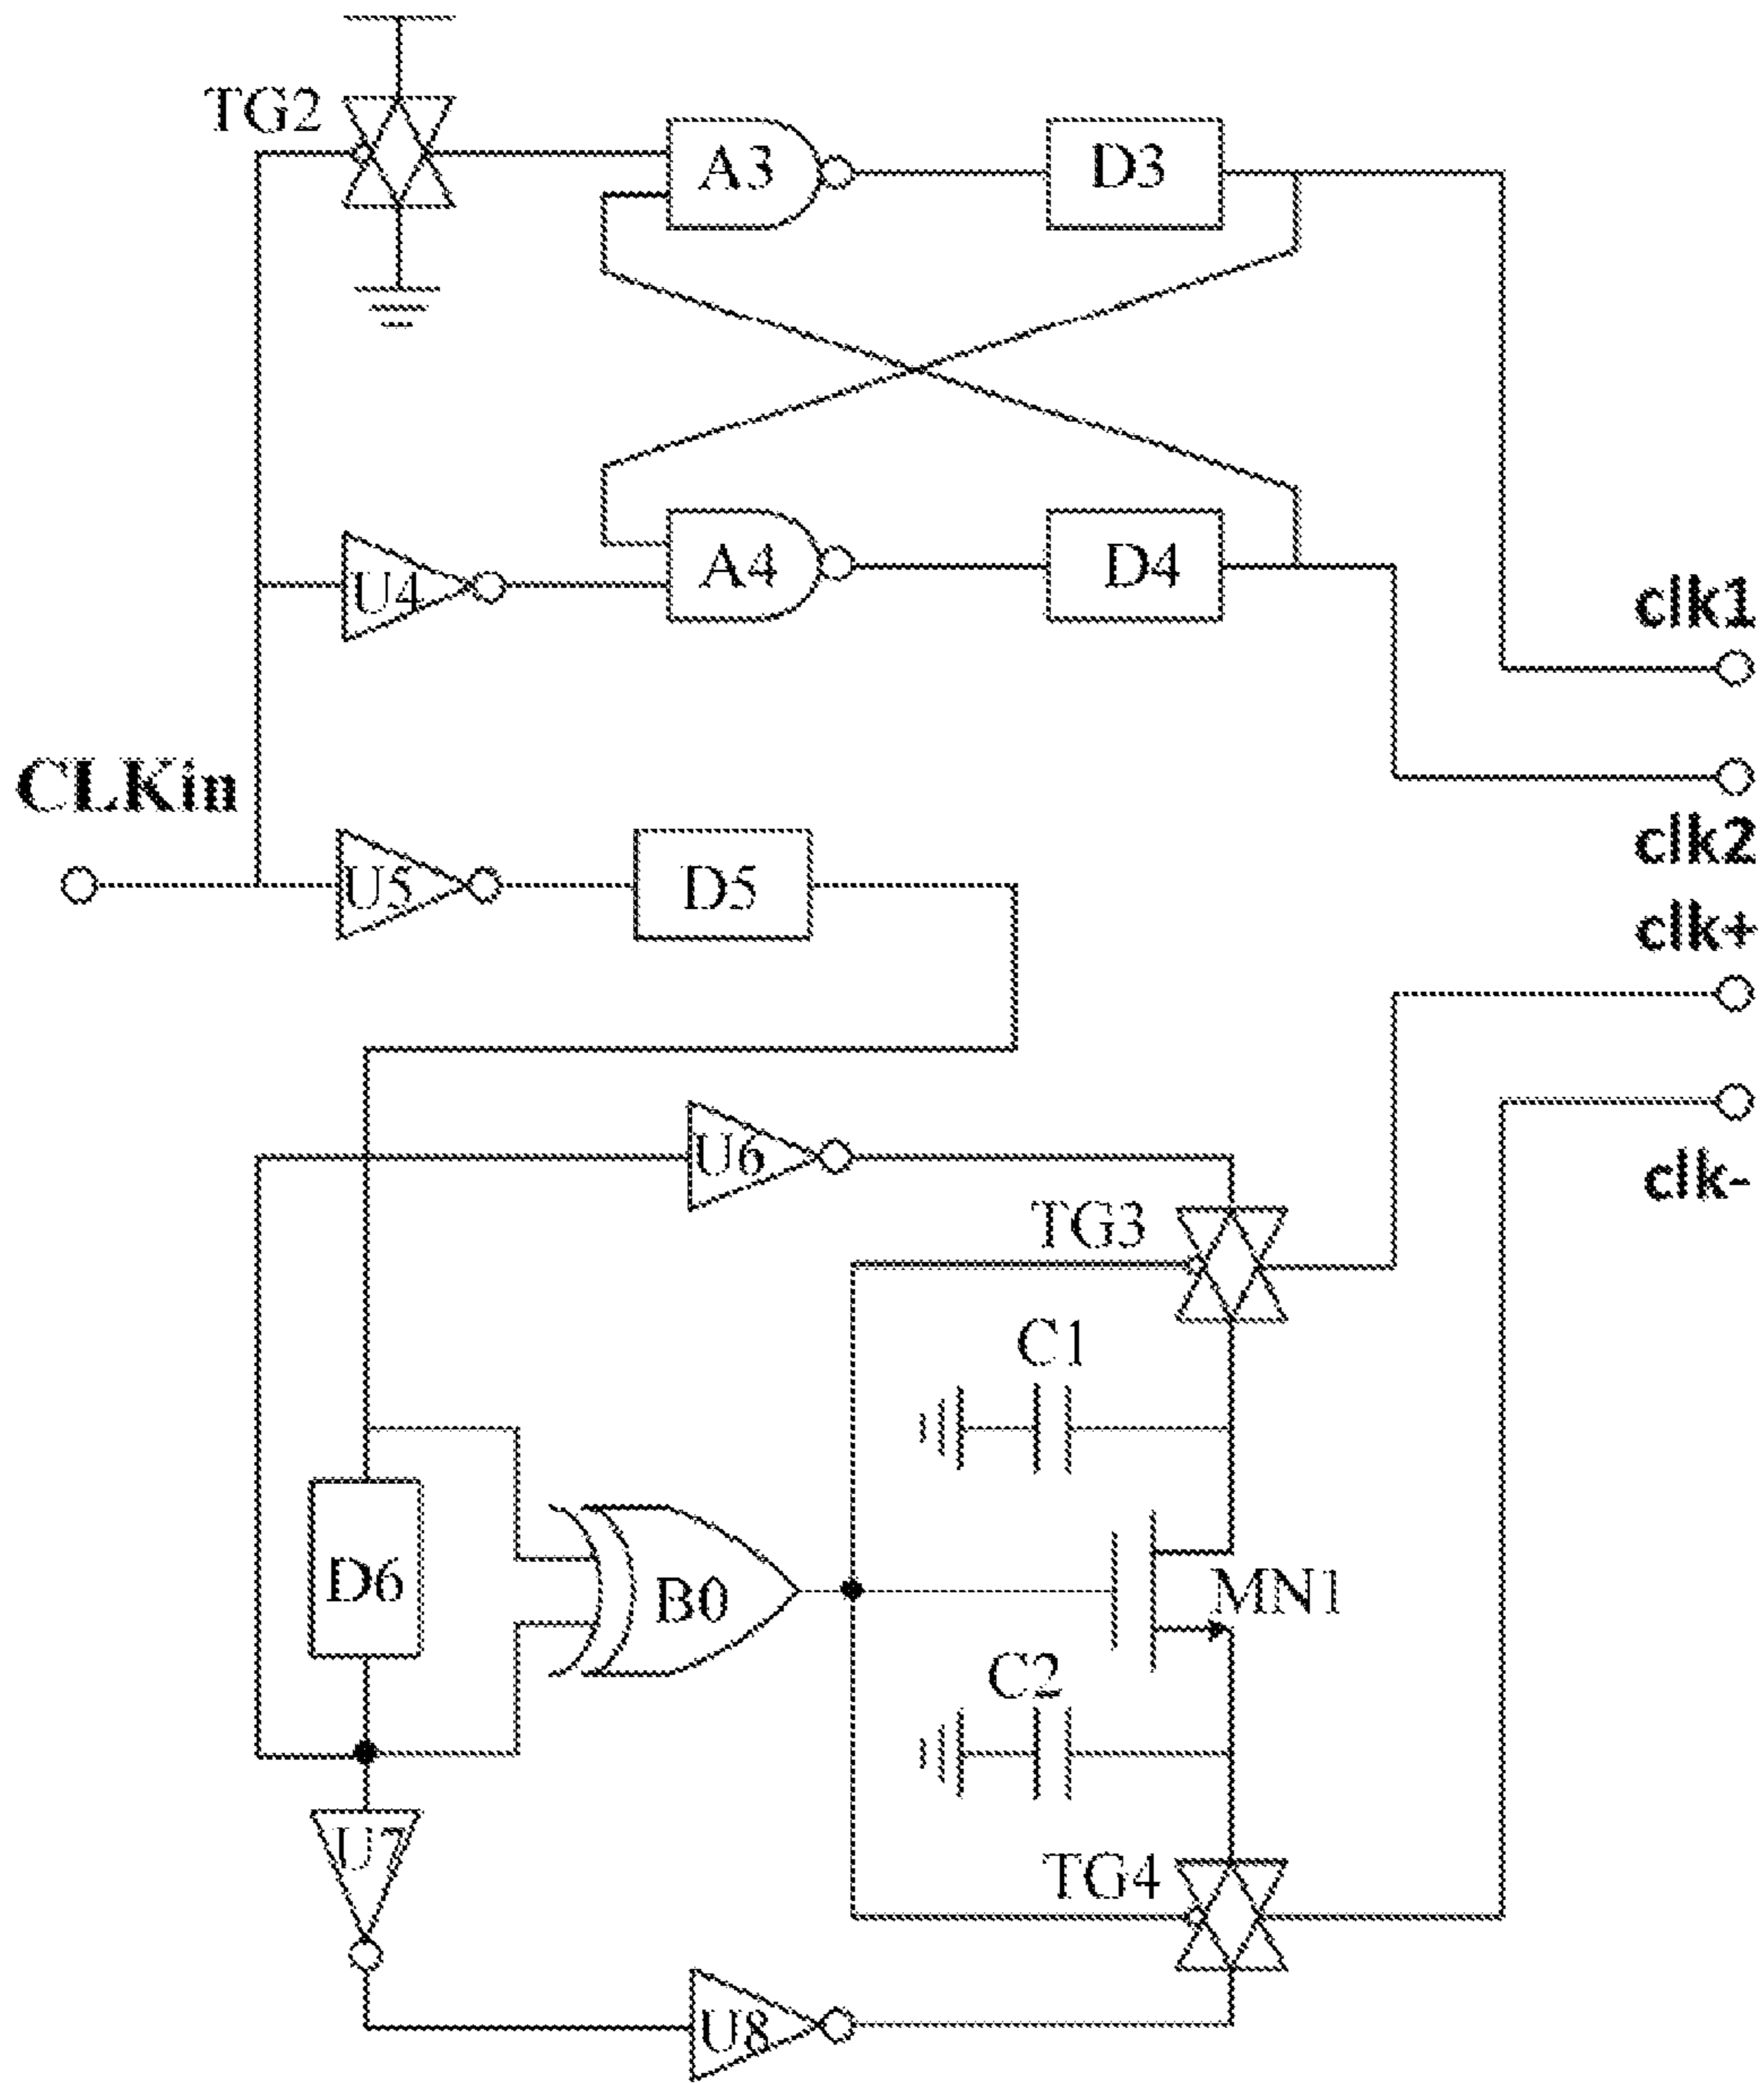 TG2
A3
D3
U4
A4
D4
clk1
CLKin
clk2
U5
D5
clk+
U6
clk-
TG3
C1
D6
B0
MN1
C2
U7
TG4
U8